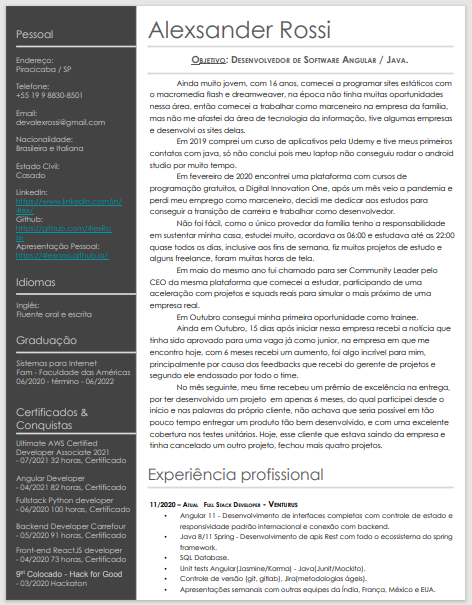 Pessoal
Endereço:
Piracicaba / SP
Telefone:
+55 19 9 8830-8501
Email:
devalexrossi@gmail.com
Nacionalidade:
Brasileira e Italiana
Estado Civil:
Casado
LinkedIn:
https://www.linkedin.com/in/
4lex/
Github:
https://github.com/4lexRo
ssi
Apresentação Pessoal:
https://4lexrossi.github.io/
Idiomas
Inglês:
Fluente oral e escrita
Graduação
Sistemas para Internet
Fam - Faculdade das Américas
06/2020 - término - 06/2022
Certificados &
Conquistas
Ultimate AWS Certified
Developer Associate 2021
- 07/2021 32 horas, Certificado
Angular Developer
- 04/2021 82 horas, Certificado
Fullstack Python developer
- 06/2020 100 horas, Certificado
Backend Developer Carrefour
- 05/2020 91 horas, Certificado
Front-end ReactJS developer
- 04/2020 73 horas, Certificado
9º Colocado - Hack for Good
- 03/2020 Hackaton
Alexsander Rossi
Objetivo: Desenvolvedor de Software Angular / Java.
Ainda muito jovem, com 16 anos, comecei a programar sites estáticos com
o macromedia flash e dreamweaver, na época não tinha muitas oportunidades
nessa área, então comecei a trabalhar como marceneiro na empresa da família,
mas não me afastei da área de tecnologia da informação, tive algumas empresas
e desenvolvi os sites delas.
Em 2019 comprei um curso de aplicativos pela Udemy e tive meus primeiros
contatos com java, só não conclui pois meu laptop não conseguiu rodar o android
studio por muito tempo.
Em fevereiro de 2020 encontrei uma plataforma com cursos de
programação gratuitos, a Digital Innovation One, após um mês veio a pandemia e
perdi meu emprego como marceneiro, decidi me dedicar aos estudos para
conseguir a transição de carreira e trabalhar como desenvolvedor.
Não foi fácil, como o único provedor da família tenho a responsabilidade
em sustentar minha casa, estudei muito, acordava as 06:00 e estudava até as 22:00
quase todos os dias, inclusive aos fins de semana, fiz muitos projetos de estudo e
alguns freelance, foram muitas horas de tela.
Em maio do mesmo ano fui chamado para ser Community Leader pelo
CEO da mesma plataforma que comecei a estudar, participando de uma
aceleração com projetos e squads reais para simular o mais próximo de uma
empresa real.
Em Outubro consegui minha primeira oportunidade como trainee.
Ainda em Outubro, 15 dias após iniciar nessa empresa recebi a notícia que
tinha sido aprovado para uma vaga já como junior, na empresa em que me
encontro hoje, com 6 meses recebi um aumento, foi algo incrível para mim,
principalmente por causa dos feedbacks que recebi do gerente de projetos e
segundo ele endossado por todo o time.
No mês seguinte, meu time recebeu um prêmio de excelência na entrega,
por ter desenvolvido um projeto em apenas 6 meses, do qual participei desde o
início e nas palavras do próprio cliente, não achava que seria possível em tão
pouco tempo entregar um produto tão bem desenvolvido, e com uma excelente
cobertura nos testes unitários. Hoje, esse cliente que estava saindo da empresa e
tinha cancelado um outro projeto, fechou mais quatro projetos.
Experiência profissional
11/2020 – Atual Full Stack Developer - Venturus
• Angular 11 - Desenvolvimento de interfaces completas com controle de estado e
responsividade padrão internacional e conexão com backend.
• Java 8/11 Spring - Desenvolvimento de apis Rest com todo o ecossistema do spring
framework.
• SQL Database.
• Unit tests Angular(Jasmine/Karma) - Java(Junit/Mockito).
• Controle de versão (git, gitlab), Jira(metodologias ágeis).
• Apresentações semanais com outras equipes da Índia, França, México e EUA.